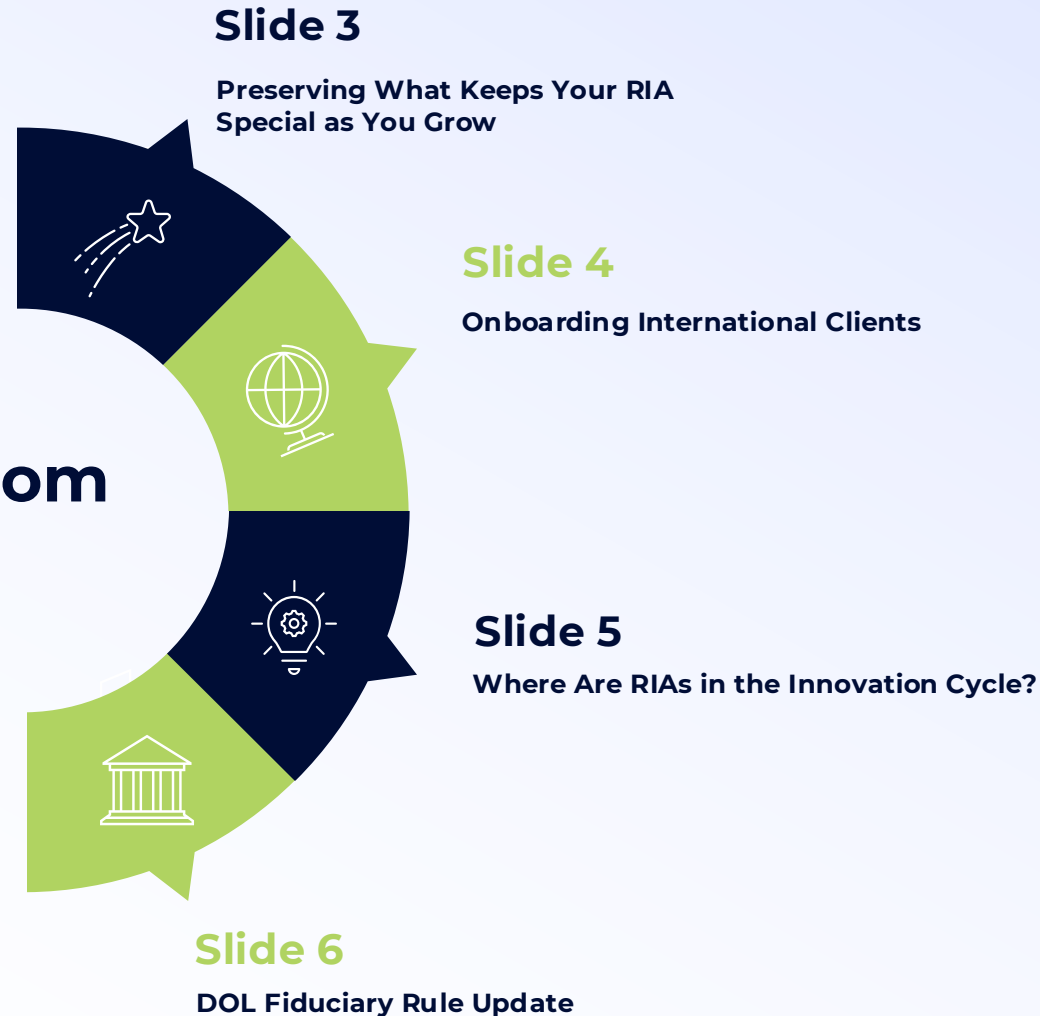 Slide 3
Preserving What Keeps Your RIA
Special as You Grow
Slide 4
Onboarding International Clients
om
Slide 5
Where Are RIAs in the Innovation Cycle?
Slide 6
DOL Fiduciary Rule Update